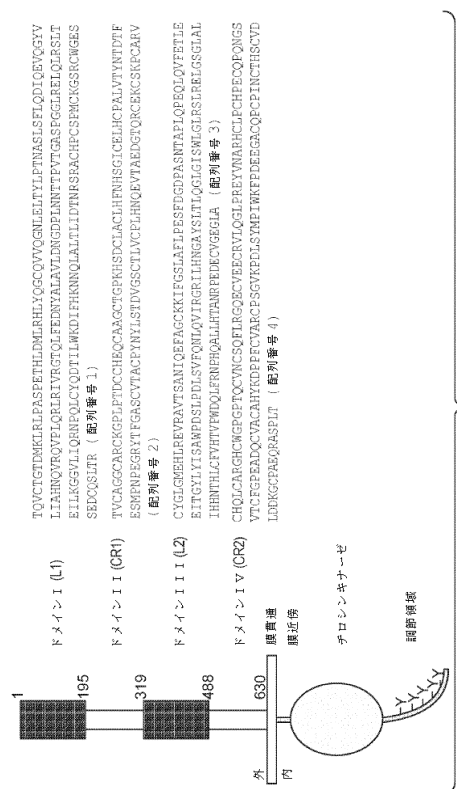 1
195
319
488
630
外
内
ドメインI (L1)
TQVCTGTDMKLRLPASPETHLDMLRHLYQGCQVVQGNLELTYLPTNASLSFLQDIQEVQGYV
LIAHNQVRQVPLQRLRIVRGTQLFEDNYALAVLDNGDPLNNTTPVTGASPGGLRELQLRSLT
EILKGGVLIQRNPQLCYQDTILWKDIFHKNNQLALTLIDTNRSRACHPCSPMCKGSRCWGES
SEDCQSLTR (配列番号 1)
ドメインII (CR1)
TVCAGGCARCKGPLPTDCCHEQCAAGCTGPKHSDCLACLHFNHSGICELHCPALVTYNTDTF
ESMPNPEGRYTFGASCVTACPYNYLSTDVGSCTLVCPLHNQEVTAEDGTQRCEKCSKPCARV
(配列番号 2)
ドメインIII (L2)
CYGLGMEHLREVRAVTSANIQEFAGCKKIFGSLAFLPESFDGDPASNTAPLQPEQLQVFETLE
EITGYLYISAWPDSLPDLSVFQNLQVIRGRILHNGAYSLTLQGLGISWLGLRSLRELGSGLAL
IHHNTHLCFVHTVPWDQLFRNPHQALLHTANRPEDECVGEGLA (配列番号 3)
ドメインIV (CR2)
CHQLCARGHCWGPGPTQCVNCSQFLRGQECVEECRVLQGLPREYVNARHCLPCHPECQPQNGS
VTCFGPEADQCVACAHYKDPPFCVARCPSGVKPDLSYMPIWKFPDEEGACQPCPINCTHSCVD
LDDKGCPAEQRASPLT (配列番号 4)
膜貫通
膜近傍
チロシンキナーゼ
調節領域